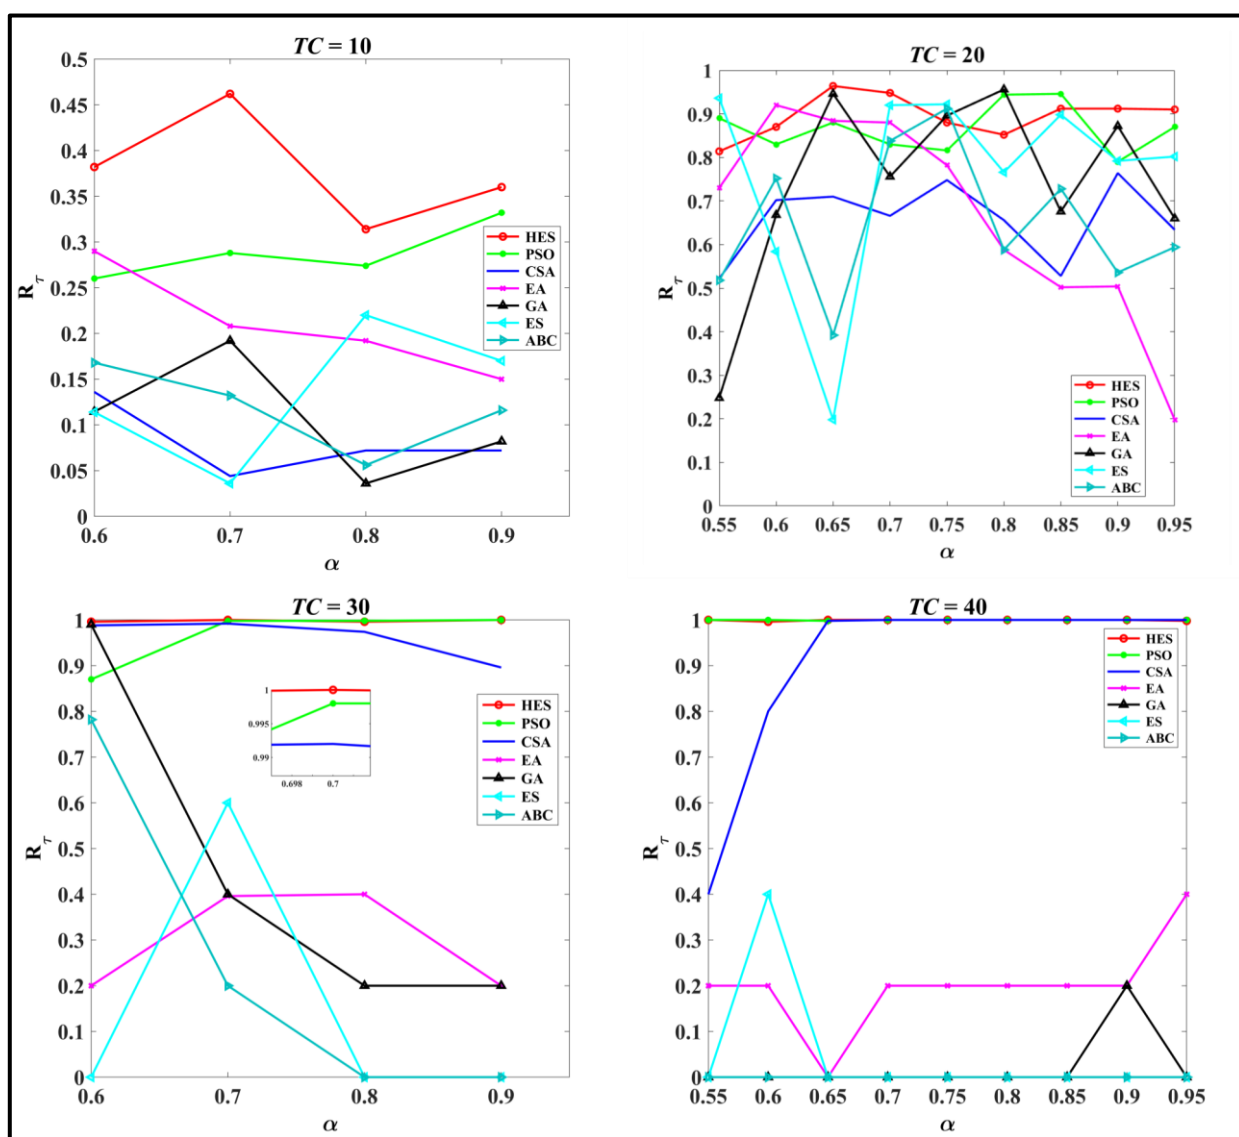 TC = 10
0.5
0.45
0.4
0.35
0.3
0.25
0.2
0.15
0.1
0.05
0
R_τ
0.6 0.7 0.8 0.9
α
HES
PSO
CSA
EA
GA
ES
ABC
TC = 20
1
0.9
0.8
0.7
0.6
0.5
0.4
0.3
0.2
0.1
0
R_τ
0.55 0.6 0.65 0.7 0.75 0.8 0.85 0.9 0.95
α
HES
PSO
CSA
EA
GA
ES
ABC
TC = 30
1
0.9
0.8
0.7
0.6
0.5
0.4
0.3
0.2
0.1
0
R_τ
0.6 0.7 0.8 0.9
α
1
0.995
0.99
0.698 0.7
HES
PSO
CSA
EA
GA
ES
ABC
TC = 40
1
0.9
0.8
0.7
0.6
0.5
0.4
0.3
0.2
0.1
0
R_τ
0.55 0.6 0.65 0.7 0.75 0.8 0.85 0.9 0.95
α
HES
PSO
CSA
EA
GA
ES
ABC